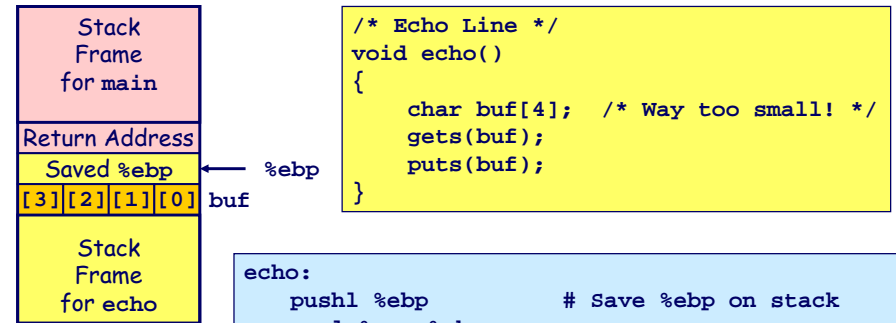 Stack
Frame
for main
Return Address
Saved %ebp
%ebp
[3][2][1][0] buf
Stack
Frame
for echo
/* Echo Line */
void echo()
{
    char buf[4];  /* Way too small! */
    gets(buf);
    puts(buf);
}
echo:
    pushl %ebp          # Save %ebp on stack